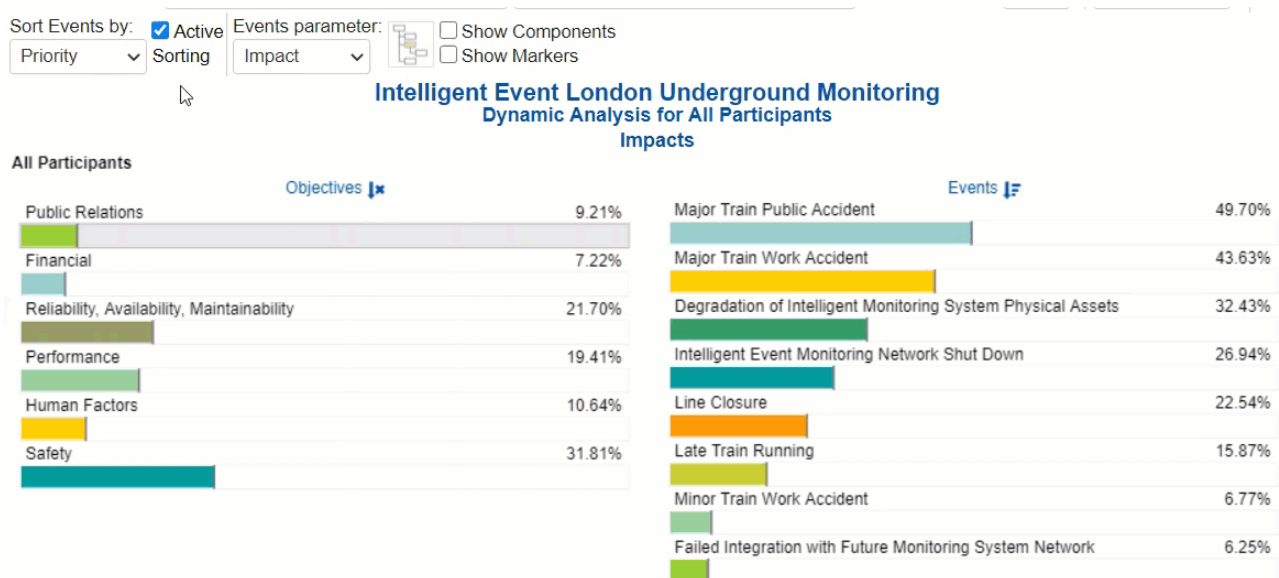 Sort Events by:
Active
Sorting
Priority
Events parameter:
Impact
Show Components
Show Markers
Intelligent Event London Underground Monitoring
Dynamic Analysis for All Participants
Impacts
All Participants
Objectives
Public Relations 9.21%
Financial 7.22%
Reliability, Availability, Maintainability 21.70%
Performance 19.41%
Human Factors 10.64%
Safety 31.81%
Events
Major Train Public Accident 49.70%
Major Train Work Accident 43.63%
Degradation of Intelligent Monitoring System Physical Assets 32.43%
Intelligent Event Monitoring Network Shut Down 26.94%
Line Closure 22.54%
Late Train Running 15.87%
Minor Train Work Accident 6.77%
Failed Integration with Future Monitoring System Network 6.25%